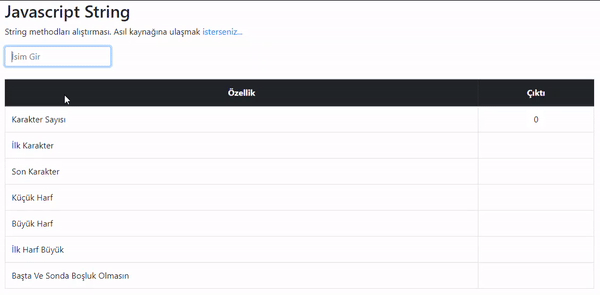 Javascript String
String methodları alıştırması. Asıl kaynağına ulaşmak isterseniz...
İsim Gir
Özellik Çıktı
Karakter Sayısı 0
İlk Karakter
Son Karakter
Küçük Harf
Büyük Harf
İlk Harf Büyük
Başta Ve Sonda Boşluk Olmasın